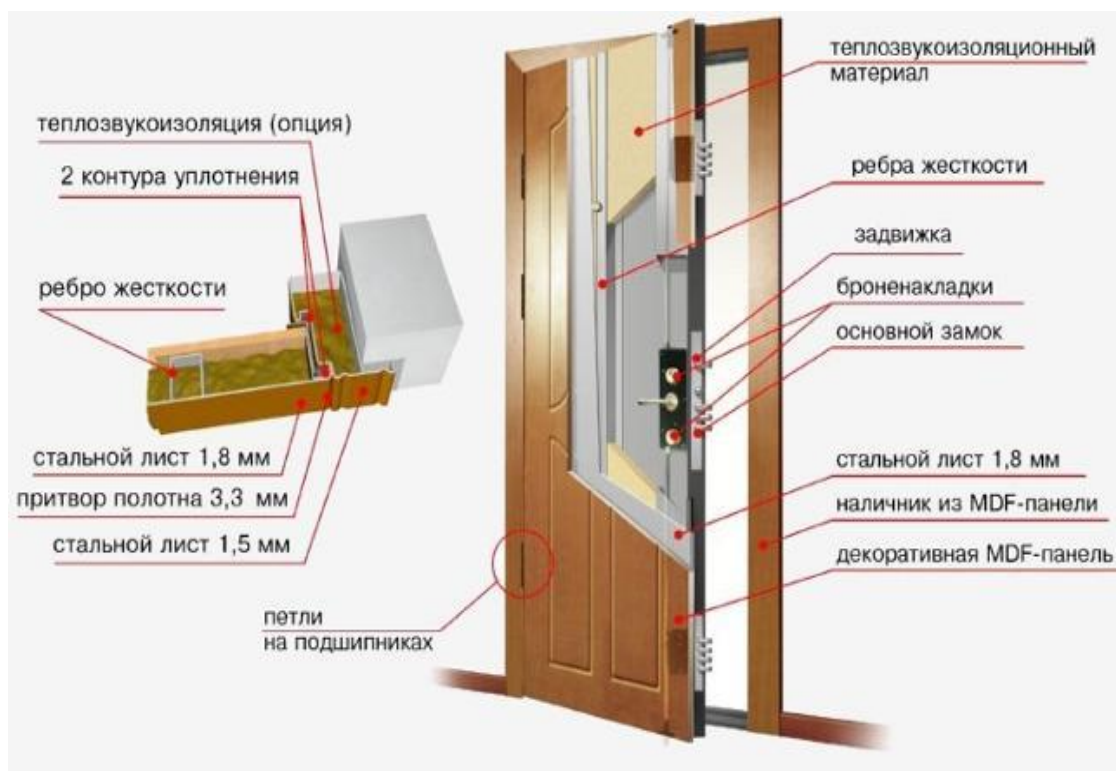 теплозвукоизоляция (опция)
2 контура уплотнения
ребро жесткости
стальной лист 1,8 мм
притвор полотна 3,3 мм
стальной лист 1,5 мм
петли
на подшипниках
теплозвукоизоляционный
материал
ребра жесткости
задвижка
броненакладки
основной замок
стальной лист 1,8 мм
наличник из MDF-панели
декоративная MDF-панель